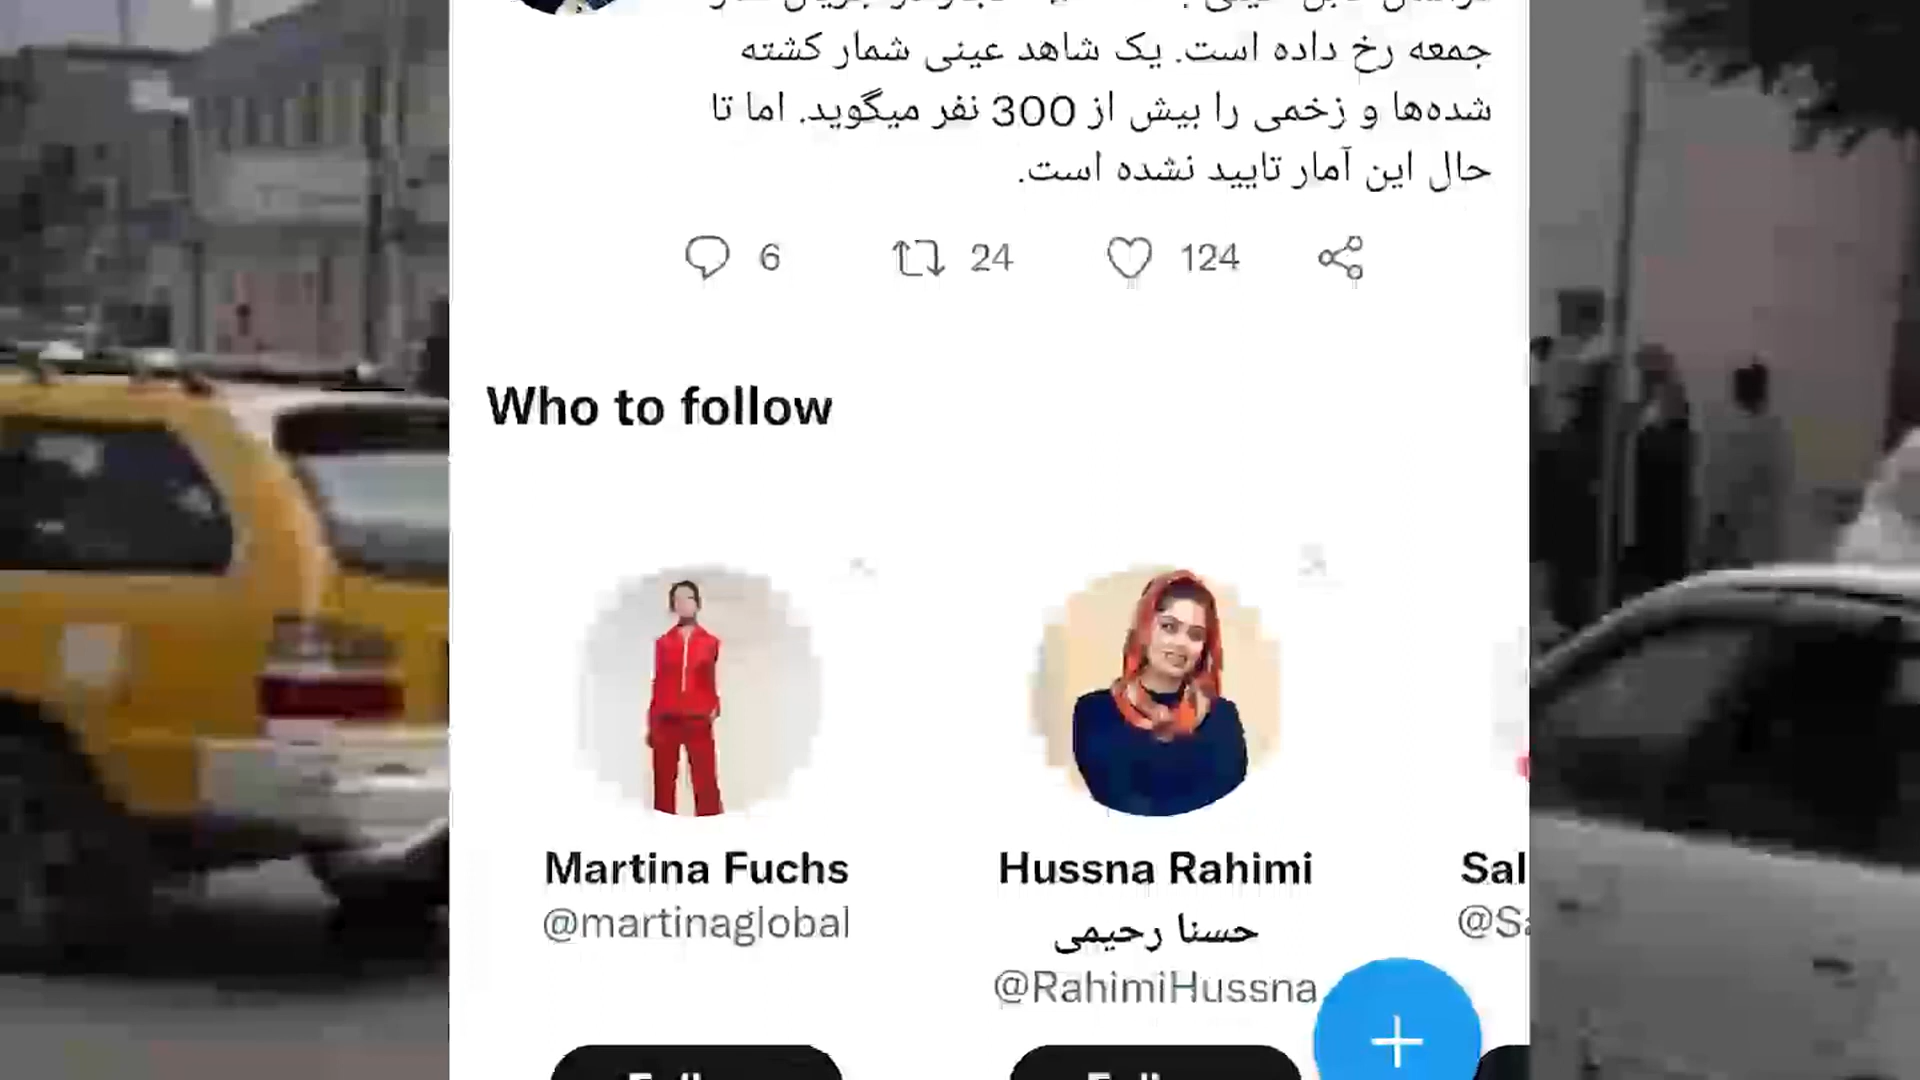 جمعه رخ داده است. یک شاهد عینی شمار کشته
شده‌ها و زخمی را بیش از 300 نفر میگوید. اما تا
حال این آمار تایید نشده است.
6 24 124
Who to follow
Martina Fuchs
@martinaglobal
Hussna Rahimi
حسنا رحیمی
@RahimiHussna
Sal